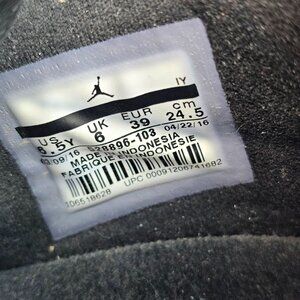 IY
US UK EUR cm
6.5Y 6 39 24.5
03/09/16 528896-103 04/22/16
MADE IN INDONESIA
FABRIQUE EN INDONESIE
106518628
UPC 00091206741682